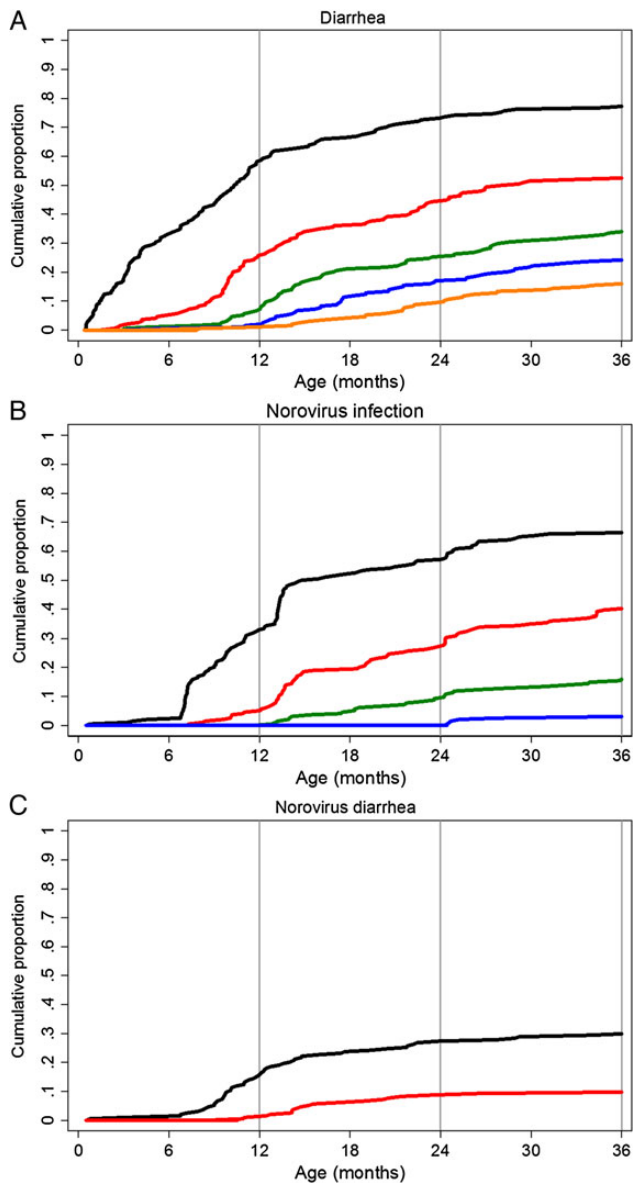 A
Diarrhea
Cumulative proportion
1
.9
.8
.7
.6
.5
.4
.3
.2
.1
0
0 6 12 18 24 30 36
Age (months)
B
Norovirus infection
Cumulative proportion
1
.9
.8
.7
.6
.5
.4
.3
.2
.1
0
0 6 12 18 24 30 36
Age (months)
C
Norovirus diarrhea
Cumulative proportion
1
.9
.8
.7
.6
.5
.4
.3
.2
.1
0
0 6 12 18 24 30 36
Age (months)